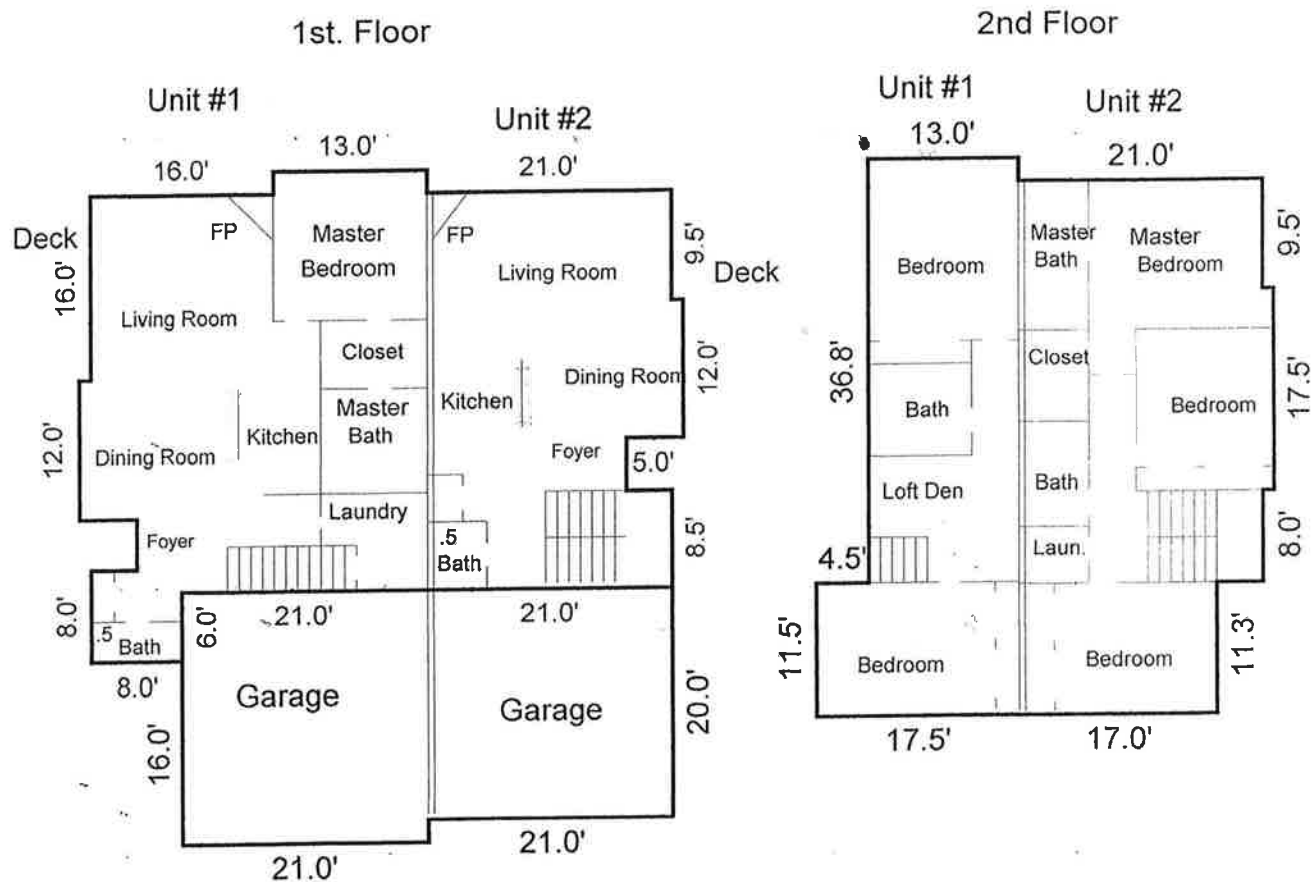 1st. Floor
2nd Floor
Unit #1
Unit #2
13.0'
16.0'
21.0'
Deck
FP
Master
Bedroom
FP
Living Room
9.5'
Deck
16.0'
Living Room
Closet
Dining Room
12.0'
Kitchen
Master
Bath
Kitchen
12.0'
Dining Room
Foyer
5.0'
Laundry
Foyer
.5
Bath
8.5'
8.0'
.5
Bath
6.0'
21.0'
21.0'
8.0'
Garage
Garage
20.0'
16.0'
21.0'
21.0'
Unit #1
Unit #2
13.0'
21.0'
Bedroom
Master
Bath
Master
Bedroom
9.5'
36.8'
Closet
17.5'
Bath
Bedroom
Loft Den
Bath
4.5'
Laun.
8.0'
11.5'
Bedroom
Bedroom
11.3'
17.5'
17.0'